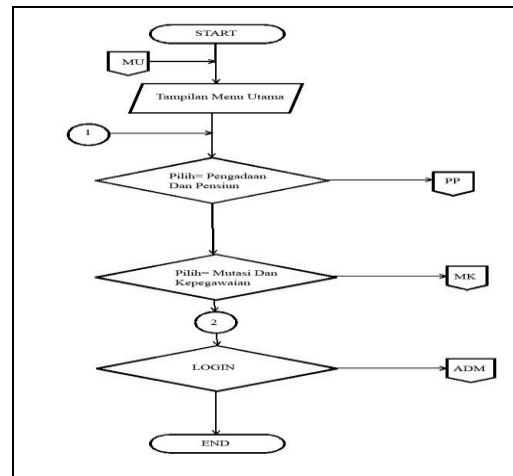 START
MU
Tampilan Menu Utama
1
Pilih= Pengadaan
Dan Pensiun
PP
Pilih= Mutasi Dan
Kepegawaian
MK
2
LOGIN
ADM
END